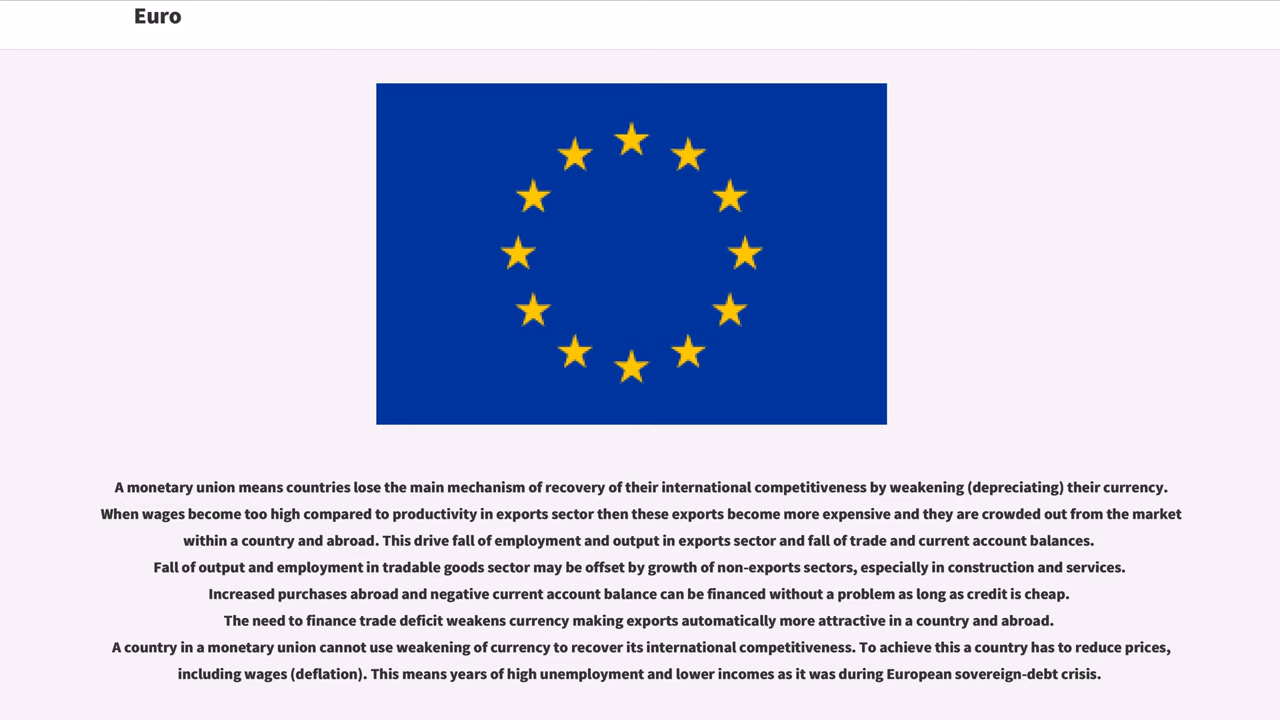 Euro
A monetary union means countries lose the main mechanism of recovery of their international competitiveness by weakening (depreciating) their currency.
When wages become too high compared to productivity in exports sector then these exports become more expensive and they are crowded out from the market
within a country and abroad. This drive fall of employment and output in exports sector and fall of trade and current account balances.
Fall of output and employment in tradable goods sector may be offset by growth of non-exports sectors, especially in construction and services.
Increased purchases abroad and negative current account balance can be financed without a problem as long as credit is cheap.
The need to finance trade deficit weakens currency making exports automatically more attractive in a country and abroad.
A country in a monetary union cannot use weakening of currency to recover its international competitiveness. To achieve this a country has to reduce prices,
including wages (deflation). This means years of high unemployment and lower incomes as it was during European sovereign-debt crisis.